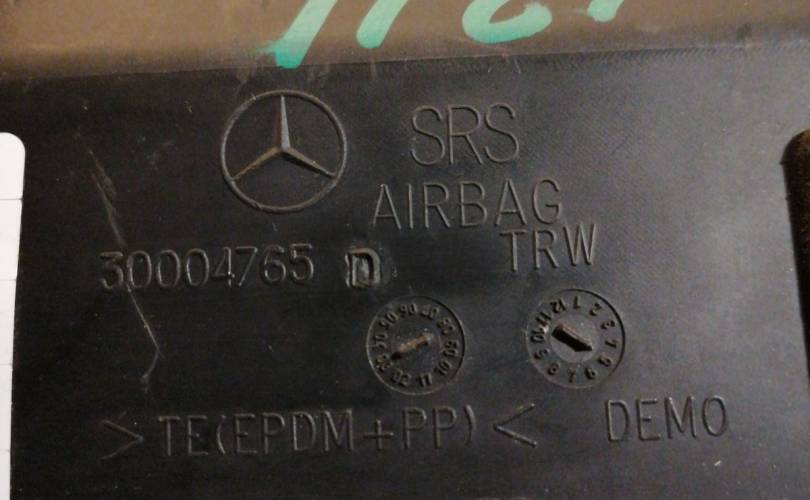 SRS
AIRBAG
TRW
30004765 D
>TE(EPDM+PP)< DEMO